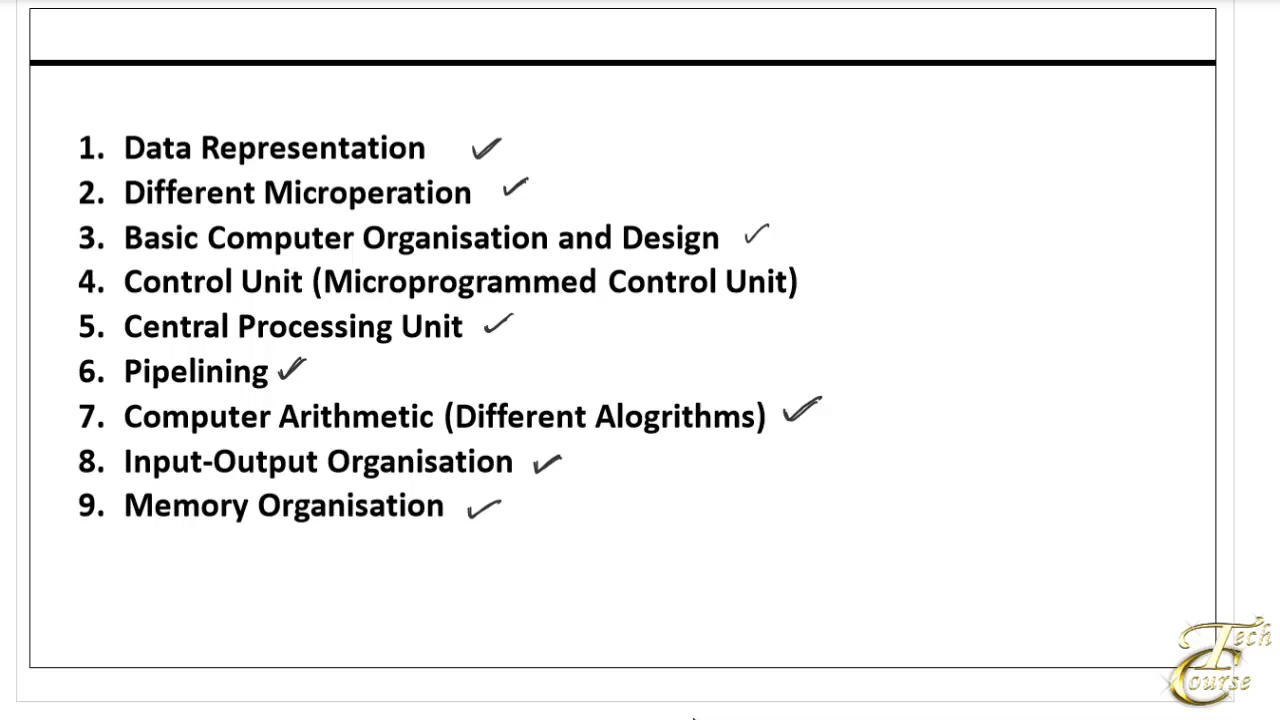 1. Data Representation ✓
2. Different Microperation ✓
3. Basic Computer Organisation and Design ✓
4. Control Unit (Microprogrammed Control Unit)
5. Central Processing Unit ✓
6. Pipelining ✓
7. Computer Arithmetic (Different Alogrithms) ✓
8. Input-Output Organisation ✓
9. Memory Organisation ✓
Tech
Course